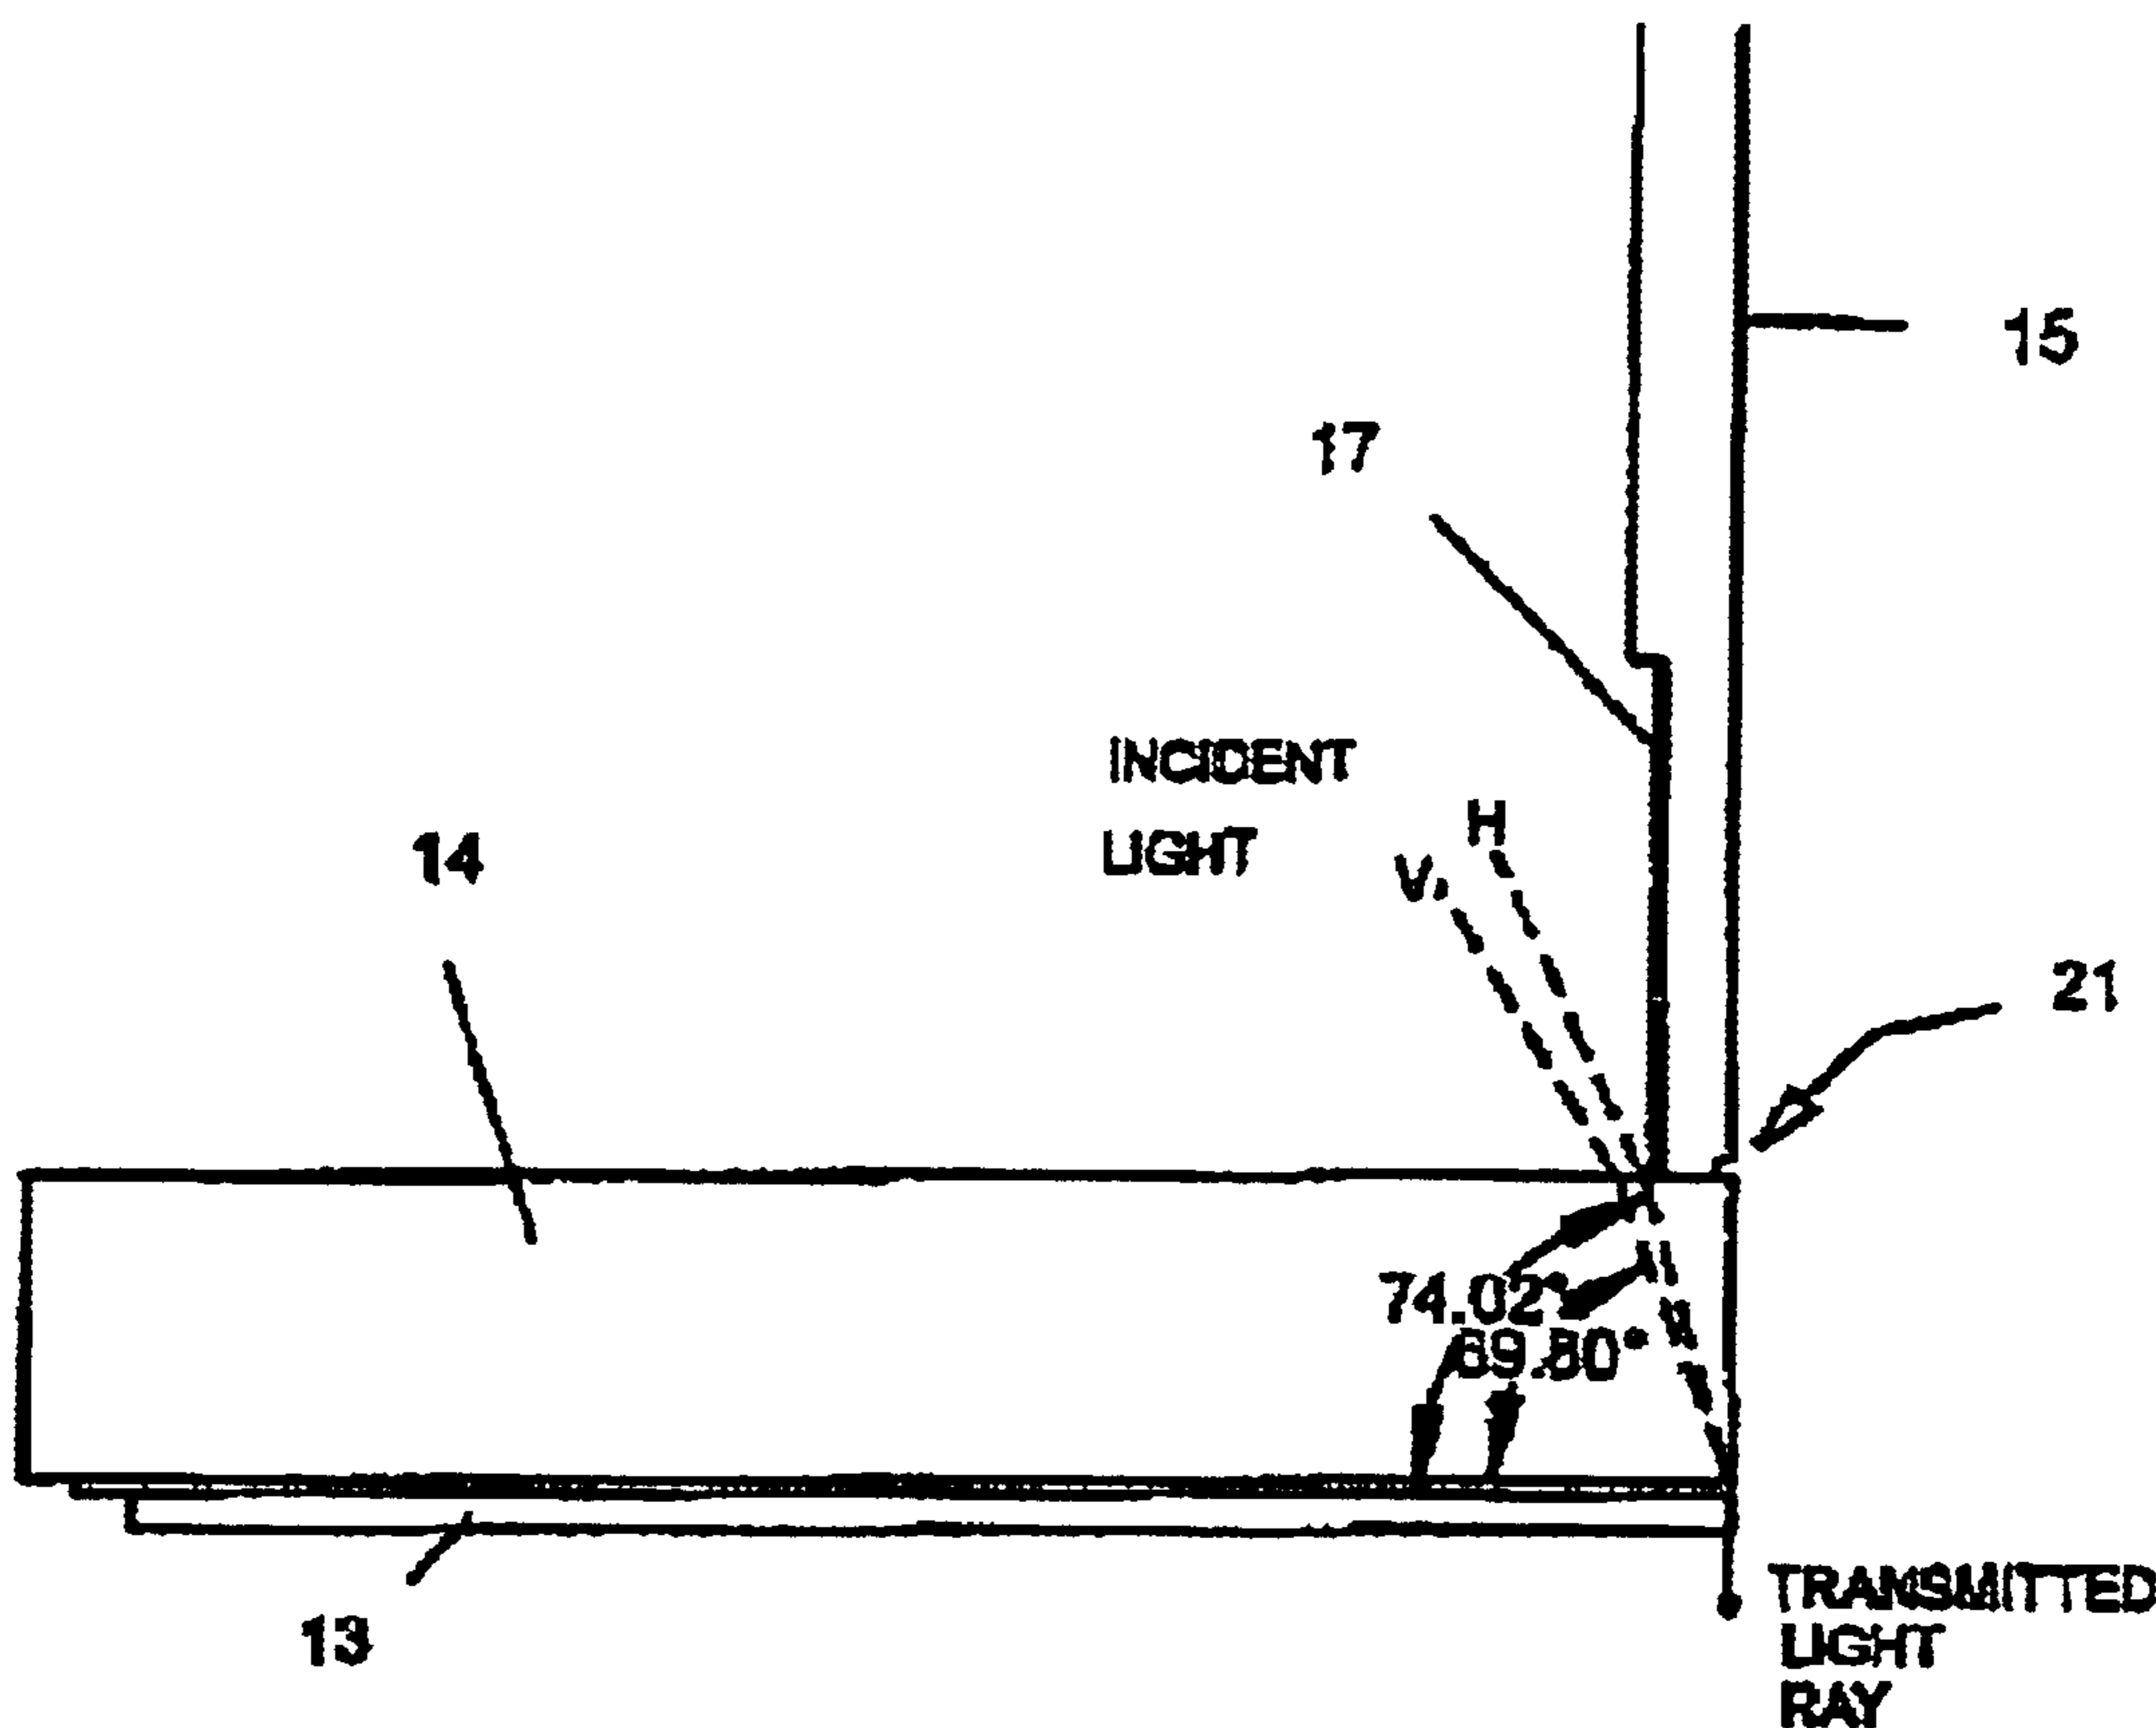 15
17
INCIDENT
LIGHT
H
V
14
21
74.02°
69.80°
13
TRANSMITTED
LIGHT
RAY